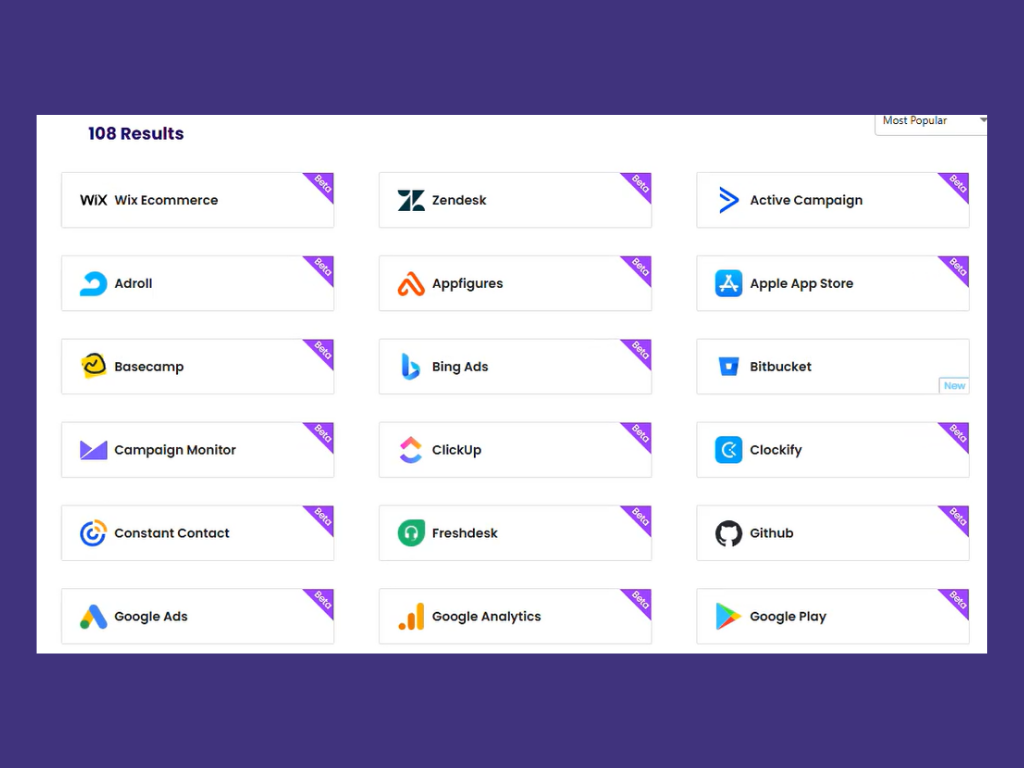 108 Results
Most Popular
WiX Wix Ecommerce Beta
Zendesk Beta
Active Campaign Beta
Adroll Beta
Appfigures Beta
Apple App Store Beta
Basecamp Beta
Bing Ads Beta
Bitbucket New
Campaign Monitor Beta
ClickUp Beta
Clockify Beta
Constant Contact Beta
Freshdesk Beta
Github Beta
Google Ads Beta
Google Analytics Beta
Google Play Beta